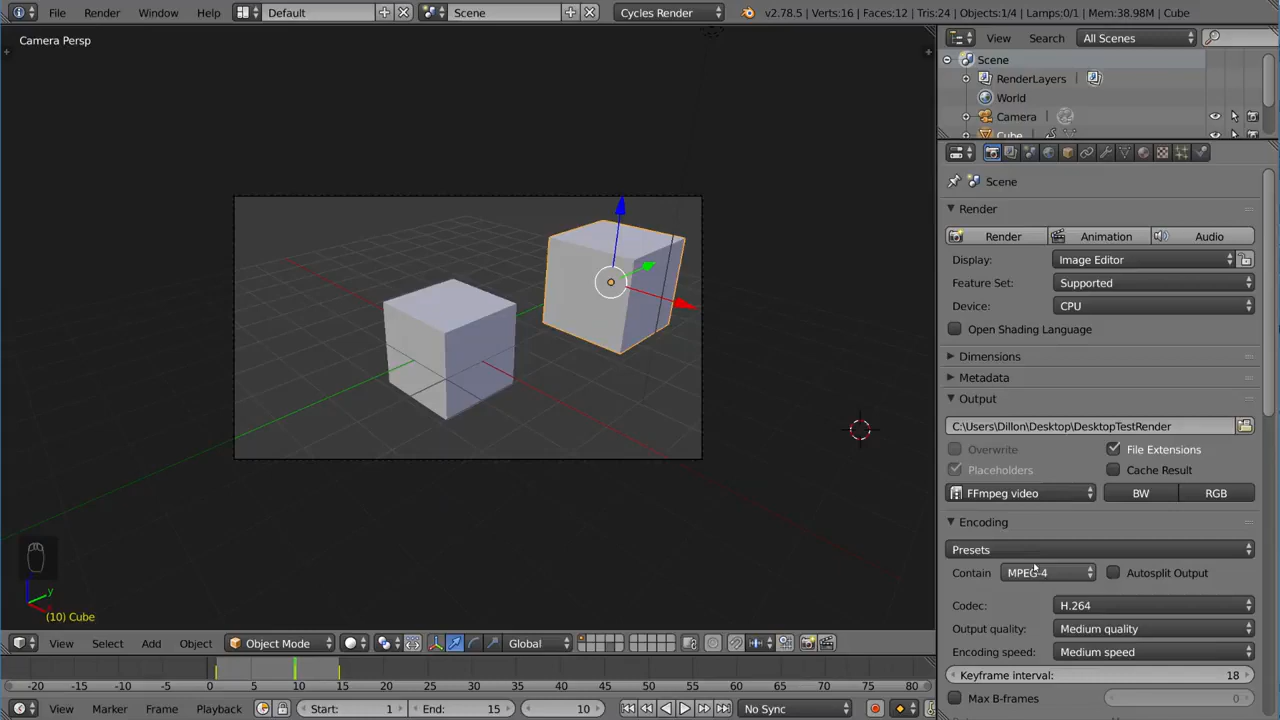 File Render Window Help Default Scene Cycles Render v2.78.5 | Verts:16 | Faces:12 | Tris:24 | Objects:1/4 | Lamps:0/1 | Mem:38.98M | Cube
Camera Persp
View Search All Scenes
Scene
RenderLayers
World
Camera
Cube
Scene
Render
Render Animation Audio
Display: Image Editor
Feature Set: Supported
Device: CPU
Open Shading Language
Dimensions
Metadata
Output
C:\Users\Dillon\Desktop\DesktopTestRender
Overwrite File Extensions
Placeholders Cache Result
FFmpeg video BW RGB
Encoding
Presets
Contain MPEG-4 Autosplit Output
Codec: H.264
Output quality: Medium quality
Encoding speed: Medium speed
Keyframe interval: 18
Max B-frames 0
z
y
(10) Cube
View Select Add Object Object Mode Global
-20 -15 -10 -5 0 5 10 15 20 25 30 35 40 45 50 55 60 65 70 75 80
View Marker Frame Playback Start: 1 End: 15 10 No Sync